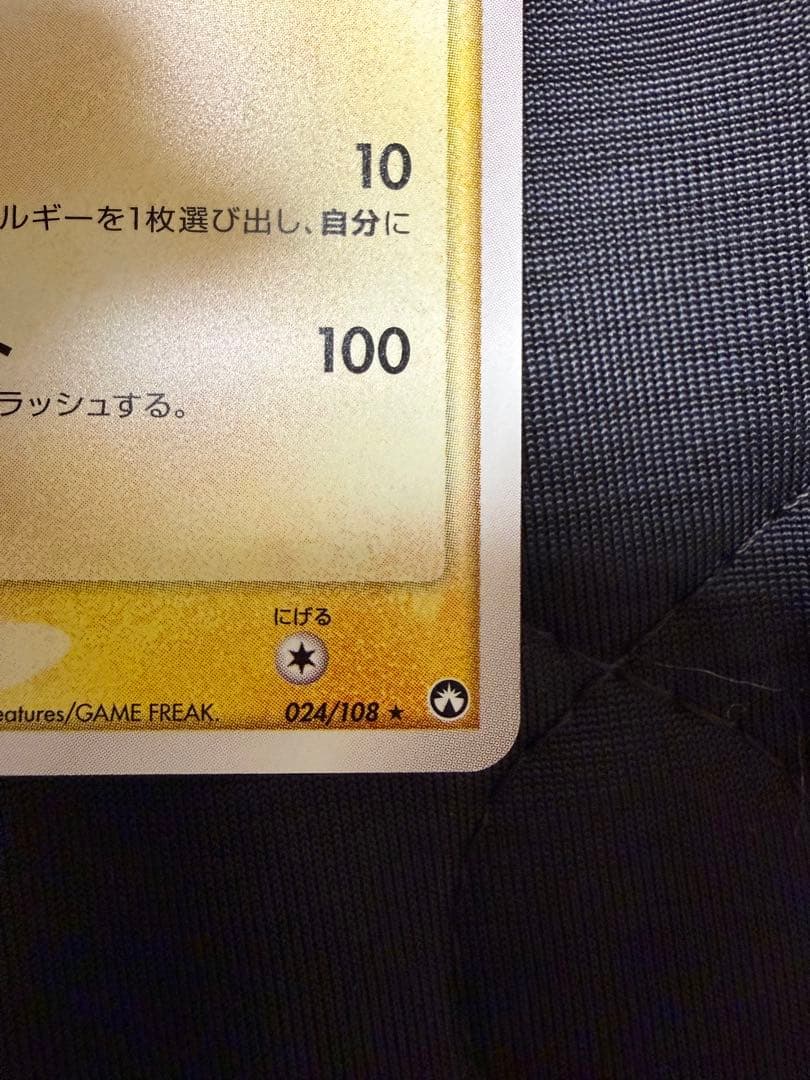 10
ルギーを1枚選び出し、自分に
ト 100
ラッシュする。
にげる
eatures/GAME FREAK. 024/108 ★